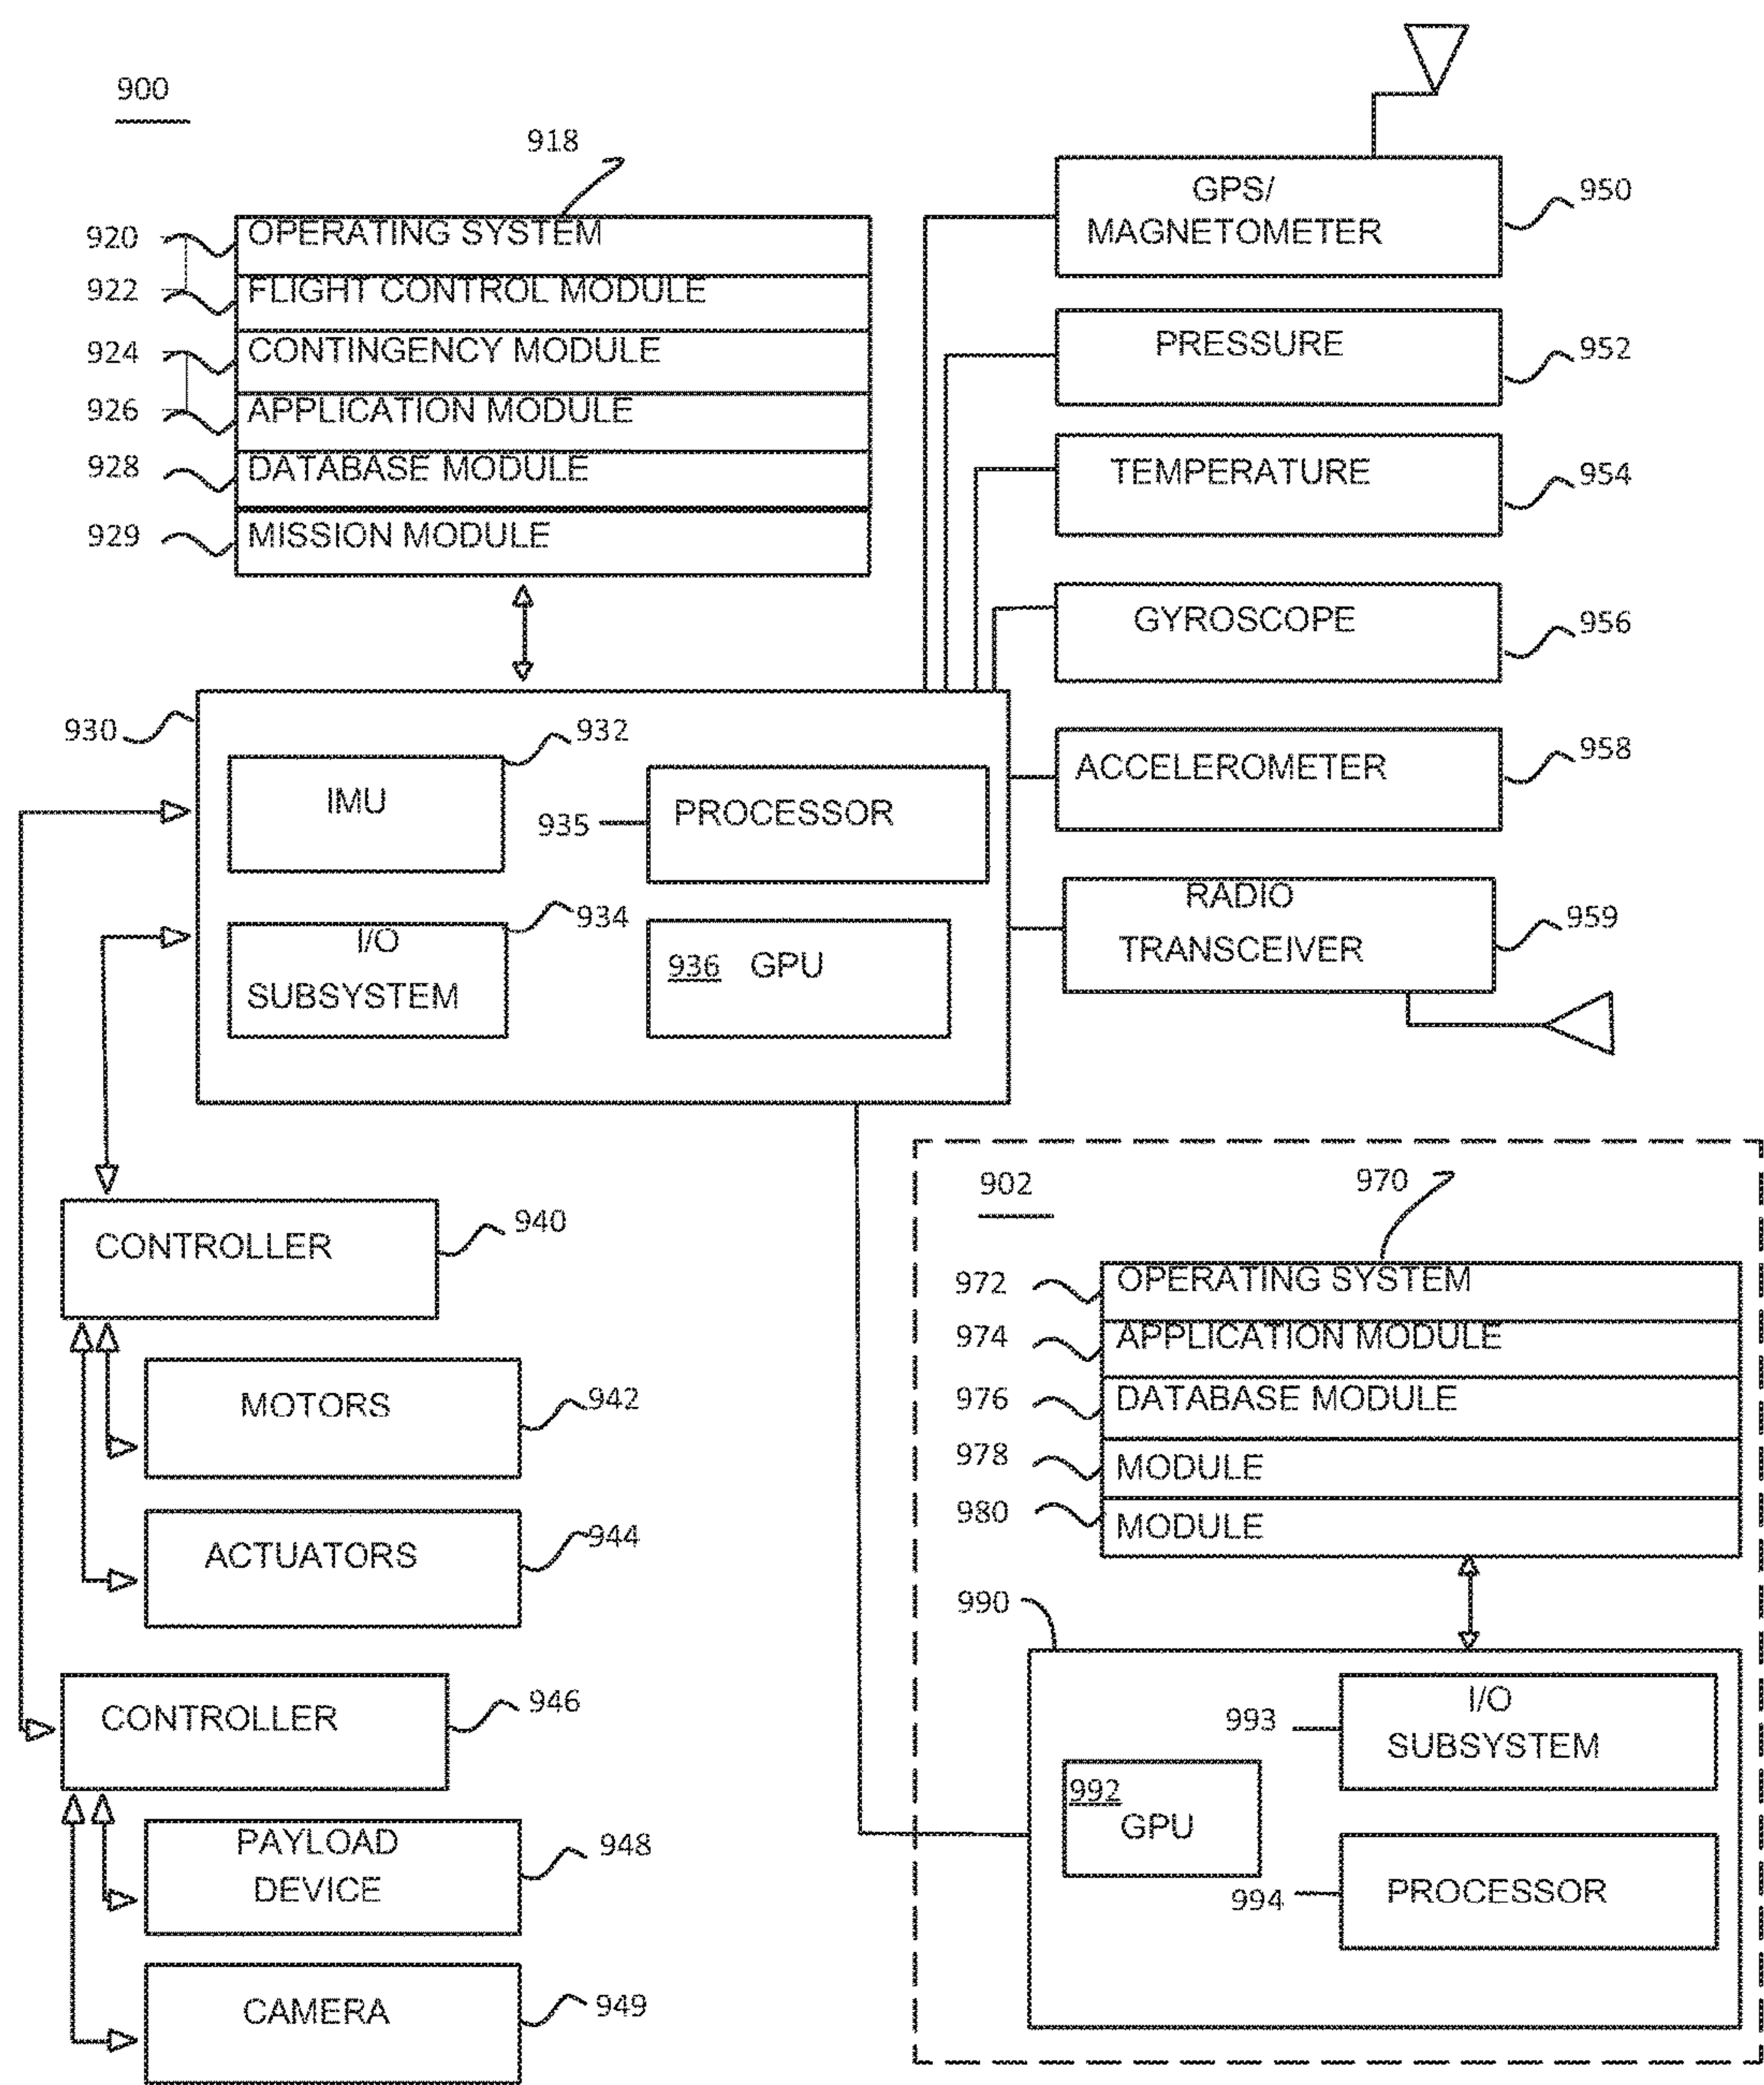 900
918
920 OPERATING SYSTEM
922 FLIGHT CONTROL MODULE
924 CONTINGENCY MODULE
926 APPLICATION MODULE
928 DATABASE MODULE
929 MISSION MODULE
GPS/
MAGNETOMETER
950
PRESSURE 952
TEMPERATURE 954
GYROSCOPE 956
ACCELEROMETER 958
RADIO
TRANSCEIVER
959
930
IMU 932
935 PROCESSOR
I/O
SUBSYSTEM
934
936 GPU
CONTROLLER 940
MOTORS 942
ACTUATORS 944
CONTROLLER 946
PAYLOAD
DEVICE
948
CAMERA 949
902
970
972 OPERATING SYSTEM
974 APPLICATION MODULE
976 DATABASE MODULE
978 MODULE
980 MODULE
990
993
I/O
SUBSYSTEM
992
GPU
994 PROCESSOR